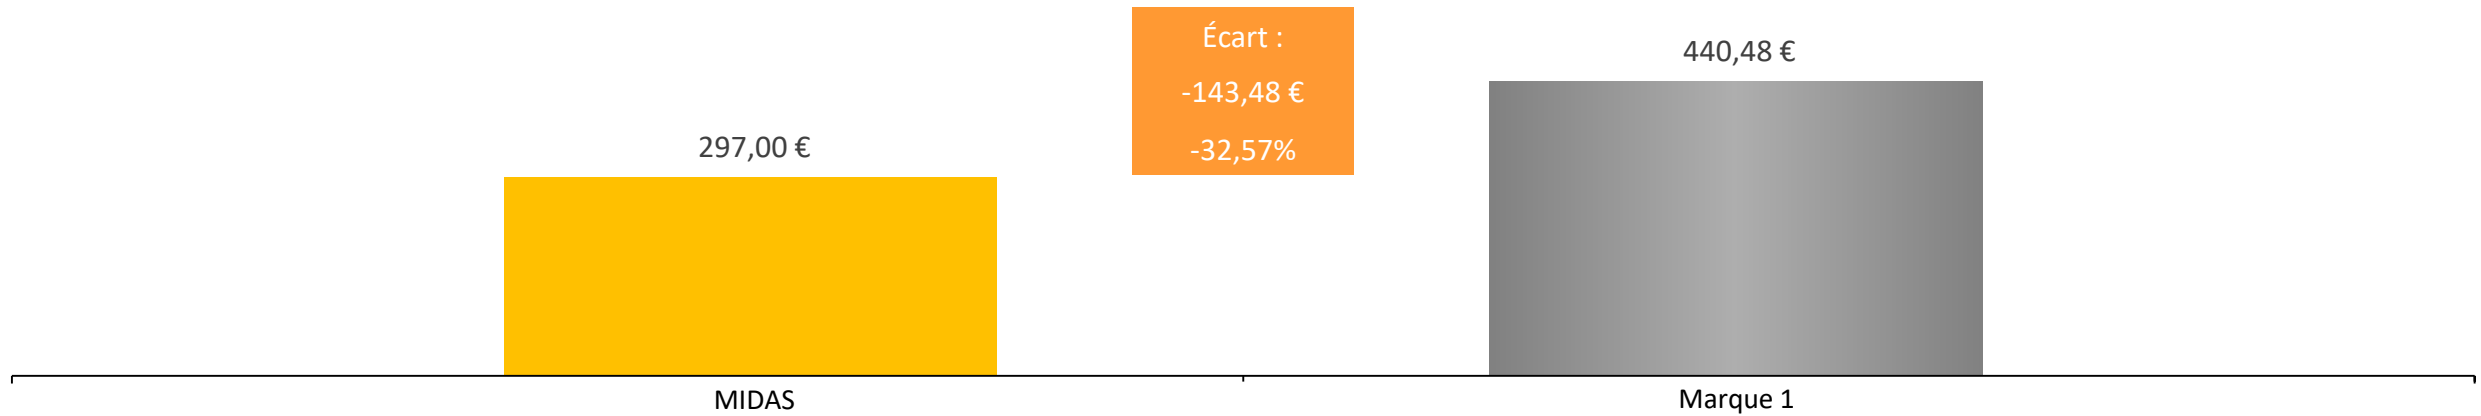 Écart :
-143,48 €
-32,57%
440,48 €
297,00 €
MIDAS
Marque 1